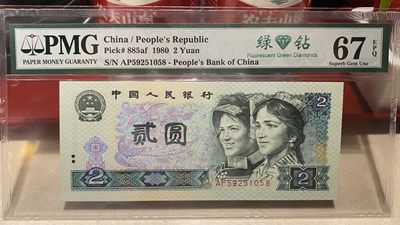 PMG
PAPER MONEY GUARANTY
China / People's Republic
Pick# 885af 1980 2 Yuan
S/N AP59251058 - People's Bank of China
绿 钻
Fluorescent Green Diamonds
67
EPQ
Superb Gem Unc
中国人民银行
2
贰圆
AP59251058
2
2